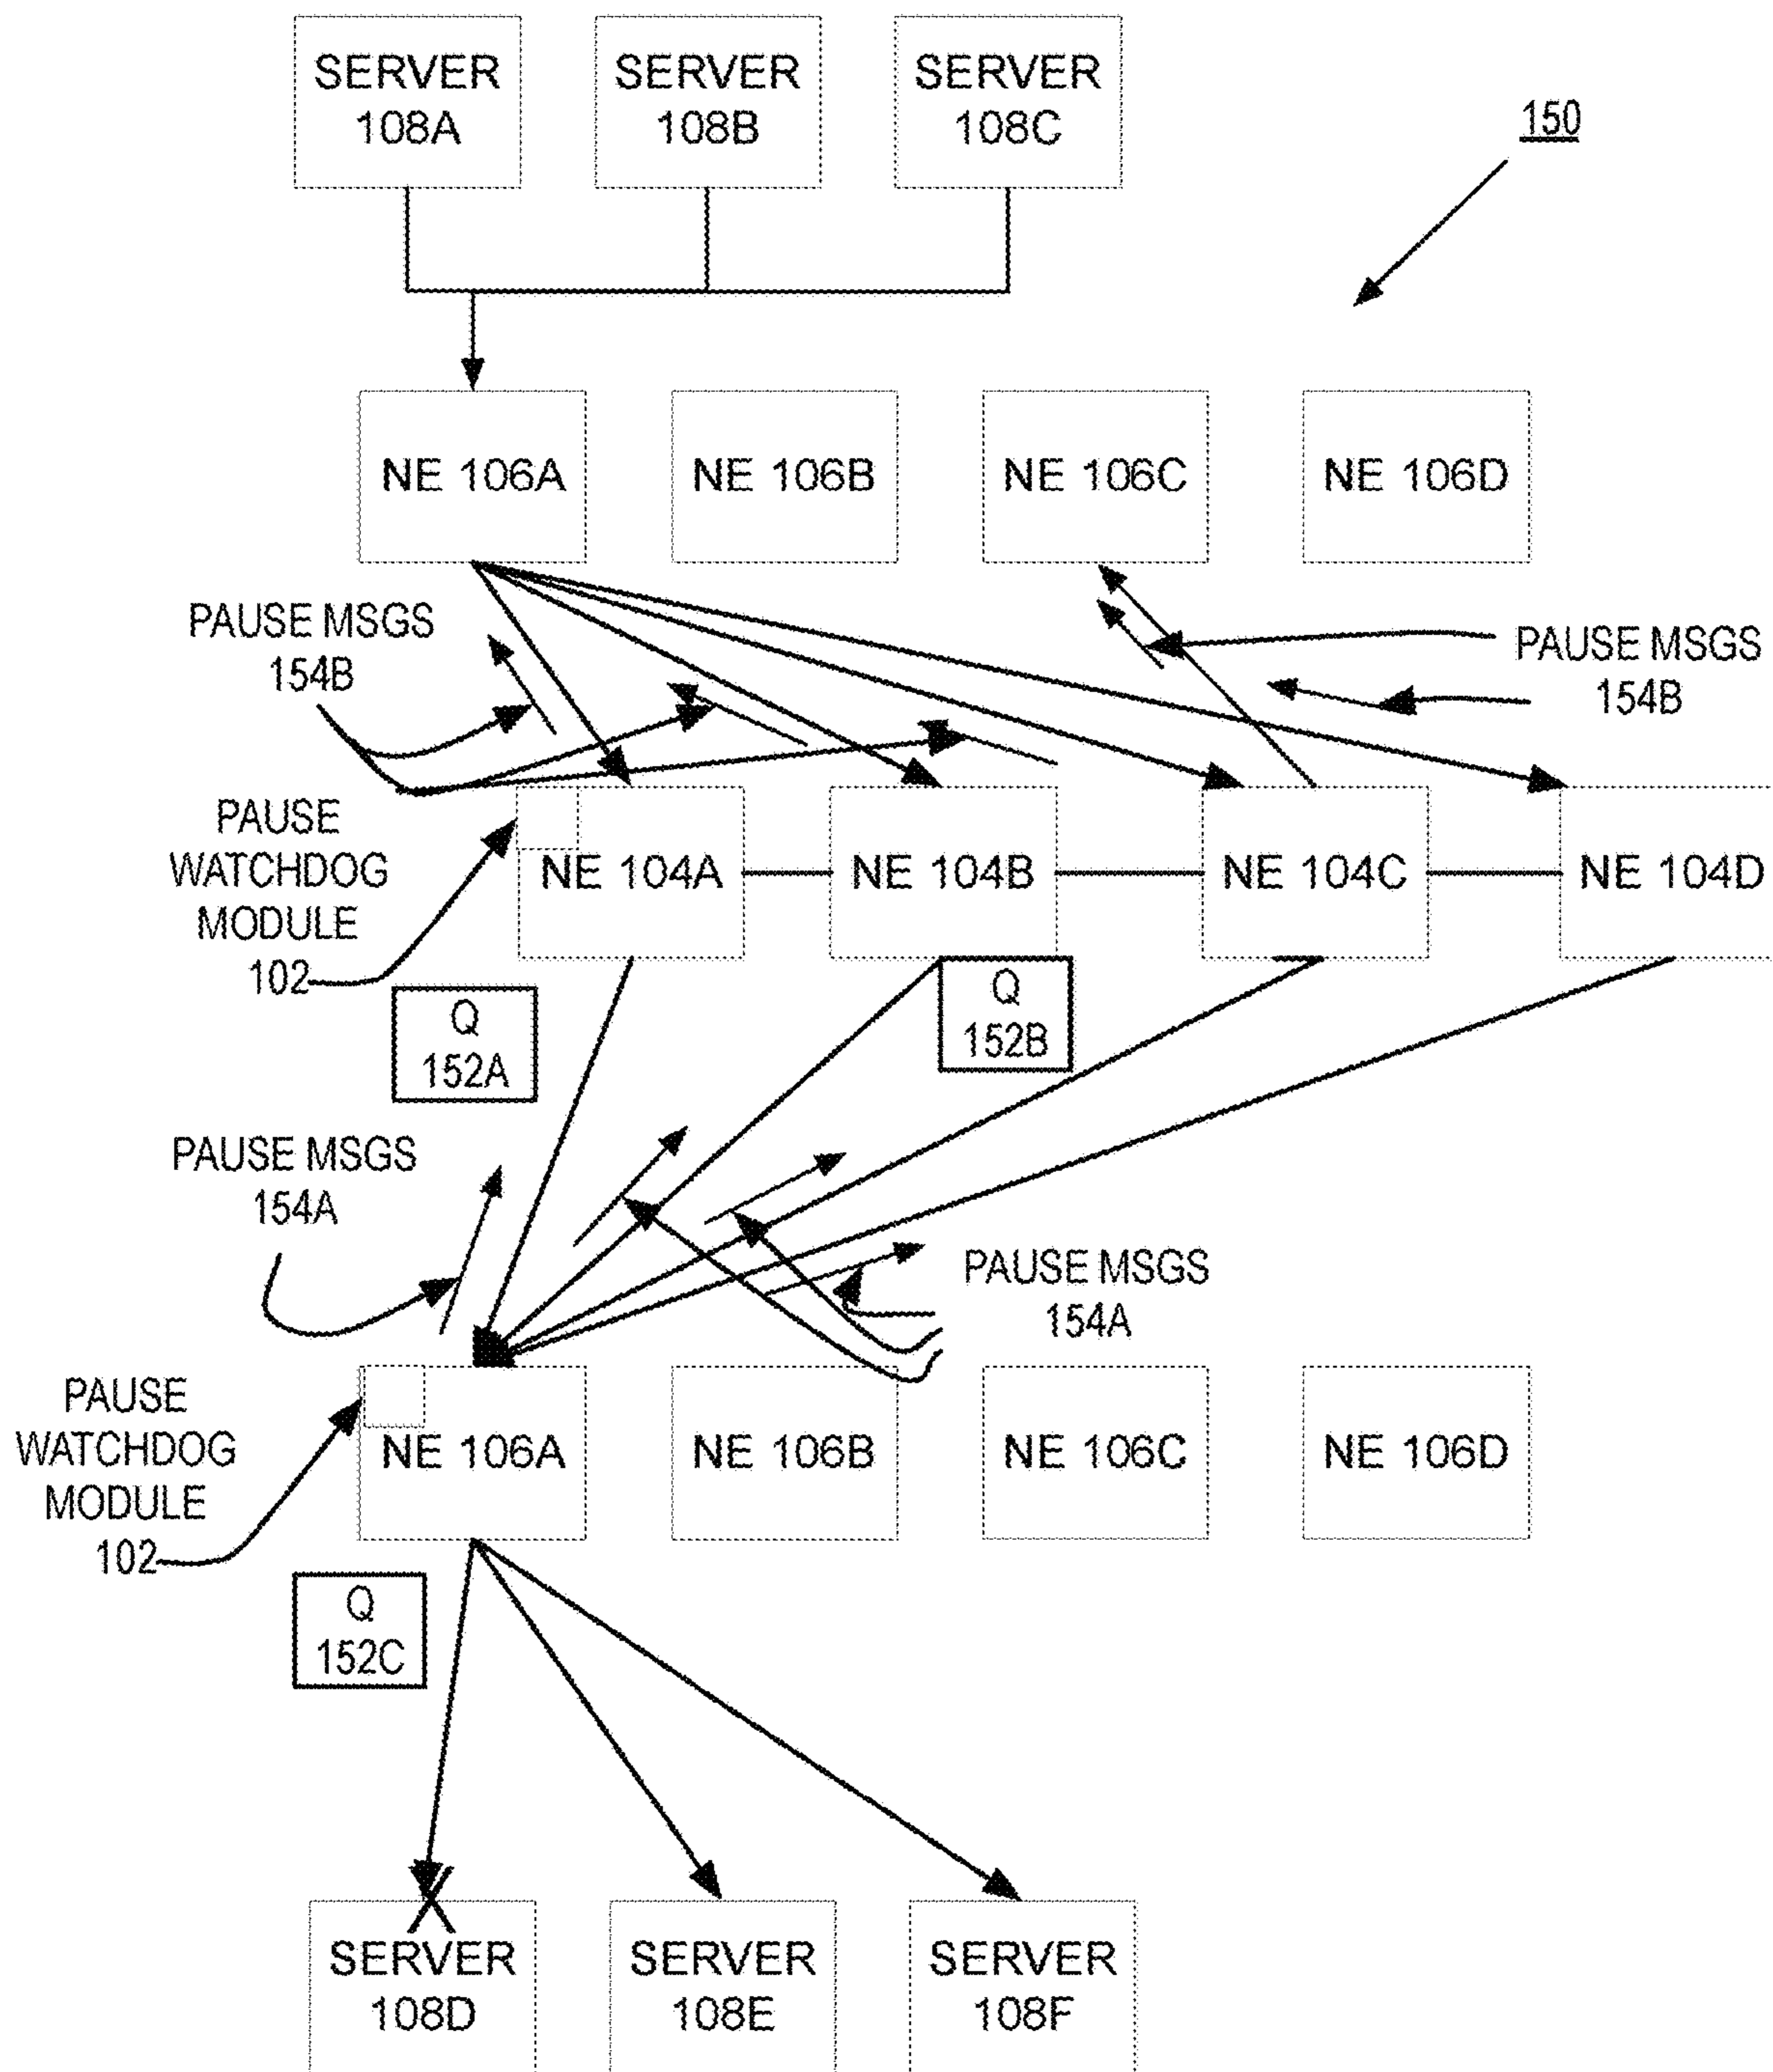 SERVER
108A
SERVER
108B
SERVER
108C
150
NE 106A
NE 106B
NE 106C
NE 106D
PAUSE MSGS
154B
PAUSE MSGS
154B
PAUSE
WATCHDOG
MODULE
102
NE 104A
NE 104B
NE 104C
NE 104D
Q
152A
Q
152B
PAUSE MSGS
154A
PAUSE MSGS
154A
PAUSE
WATCHDOG
MODULE
102
NE 106A
NE 106B
NE 106C
NE 106D
Q
152C
SERVER
108D
SERVER
108E
SERVER
108F